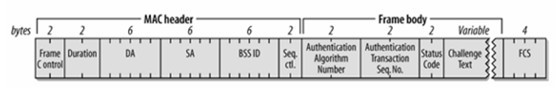 MAC header Frame body
bytes 2 2 6 6 6 2 2 2 2 Variable 4
Frame Control Duration DA SA BSS ID Seq. ctl. Authentication Algorithm Number Authentication Transaction Seq. No. Status Code Challenge Text FCS